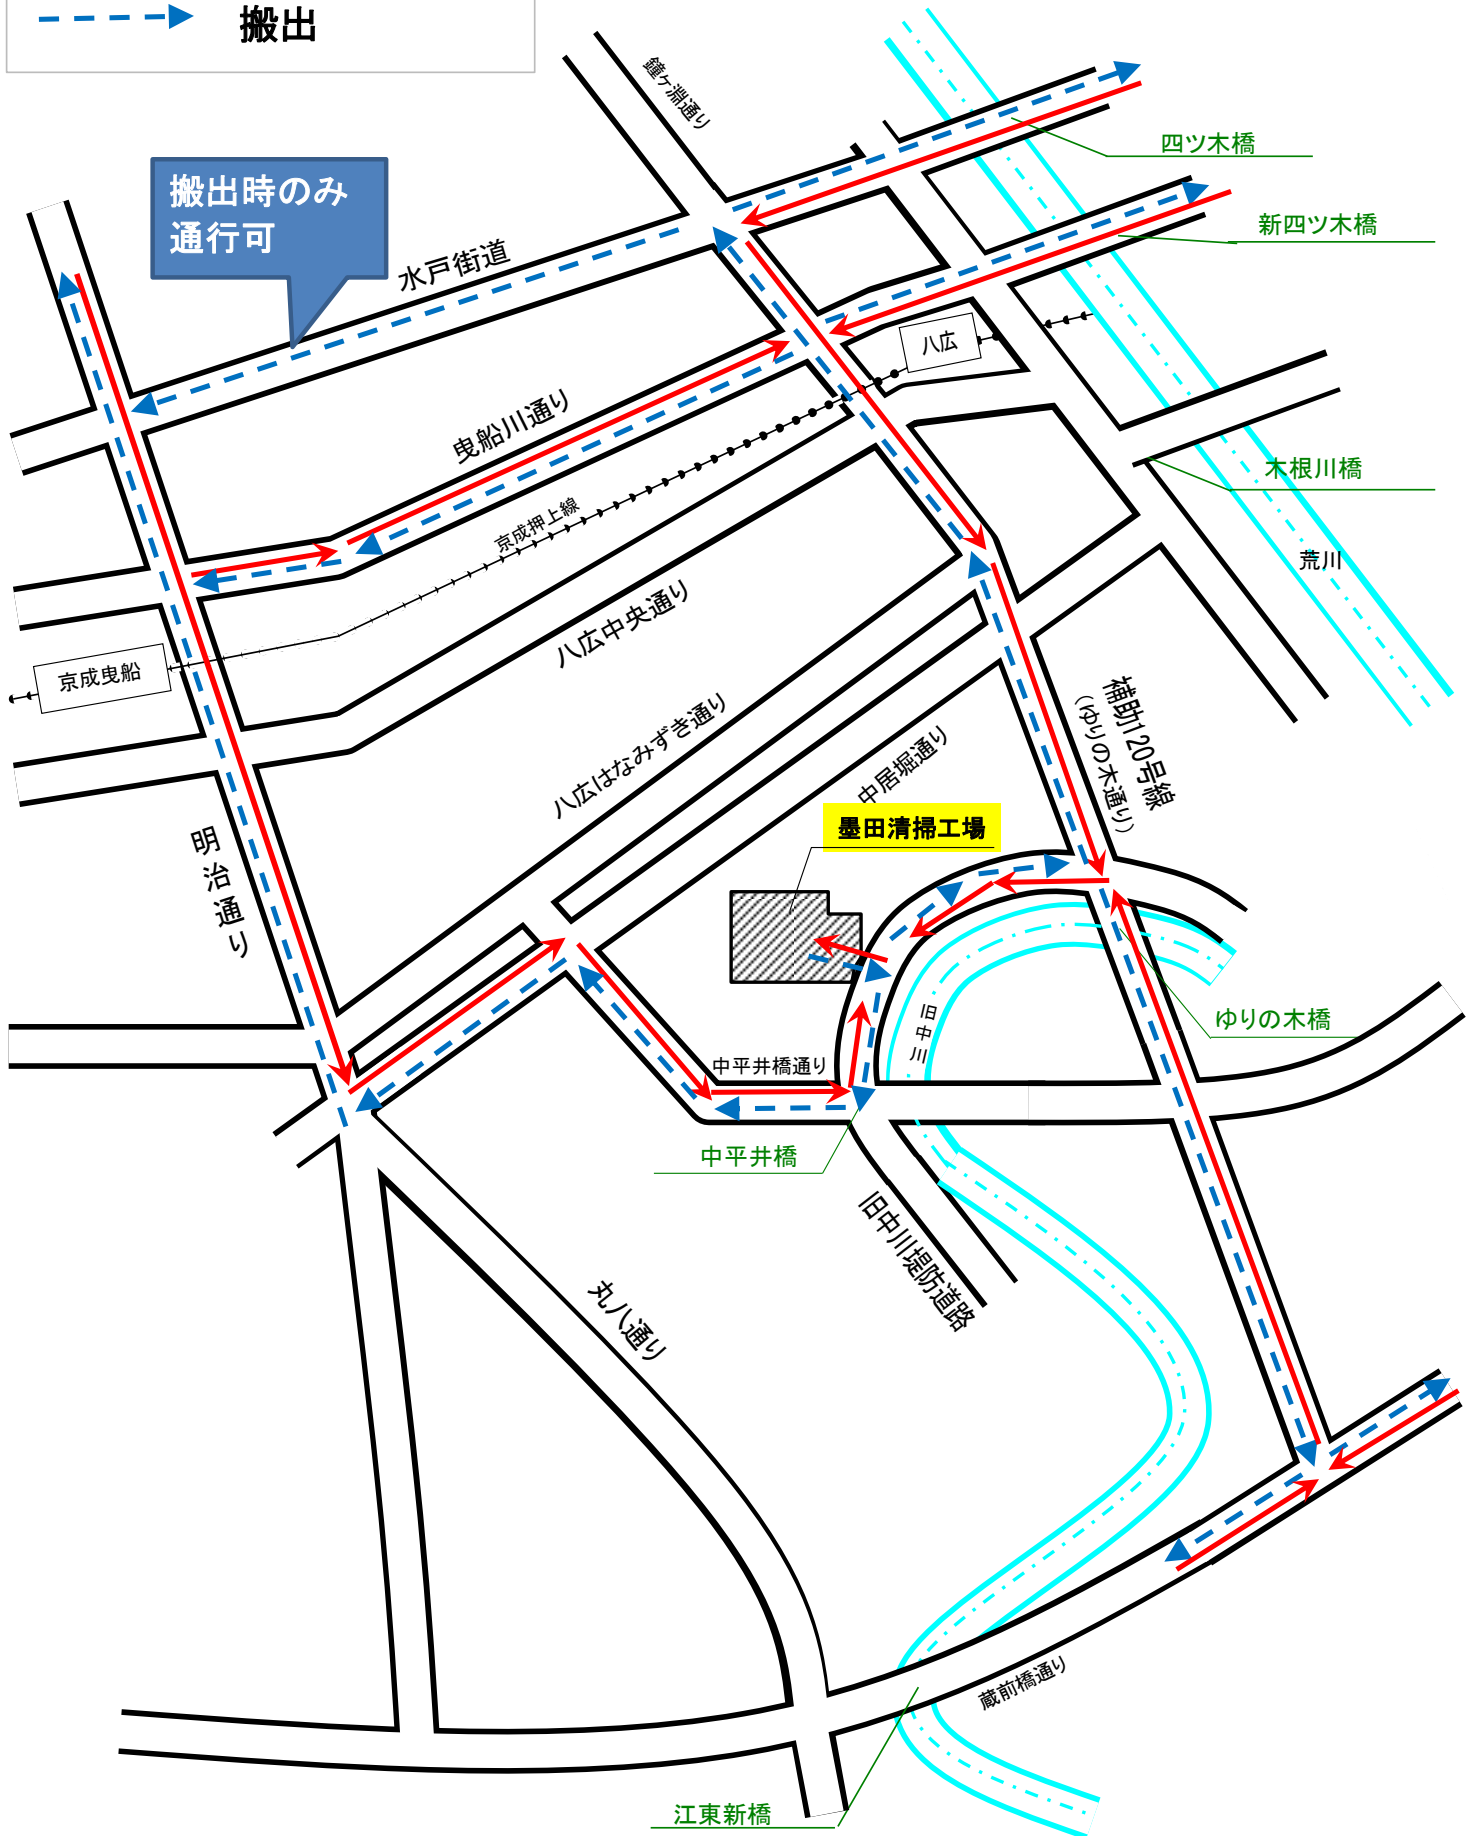 搬出
鐘ヶ淵通り
四ツ木橋
搬出時のみ
通行可
新四ツ木橋
水戸街道
八広
曳船川通り
木根川橋
京成押上線
荒川
八広中央通り
京成曳船
補助120号線
(ゆりの木通り)
八広はなみずき通り
中居堀通り
墨田清掃工場
明治通り
旧中川
ゆりの木橋
中平井橋通り
中平井橋
旧中川堤防道路
丸八通り
蔵前橋通り
江東新橋